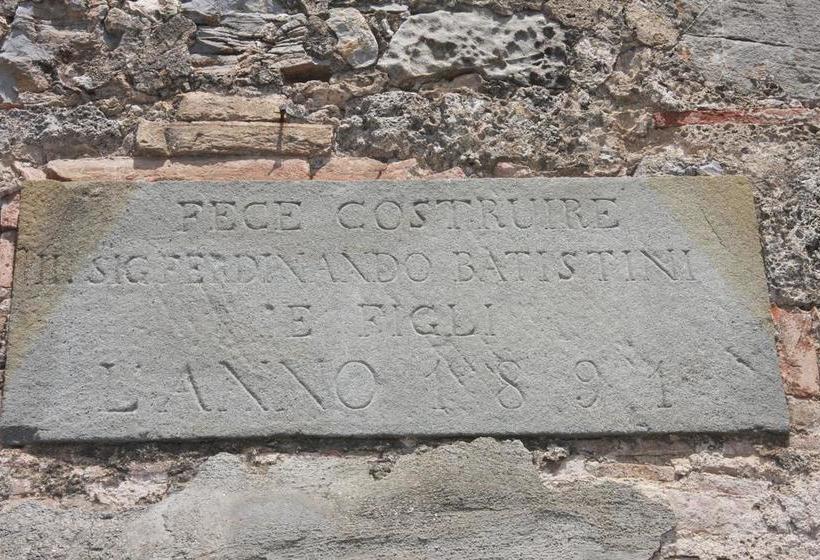 FECE COSTRUIRE
IL SIG. FERDINANDO BATISTINI
E FIGLI
L'ANNO 1891